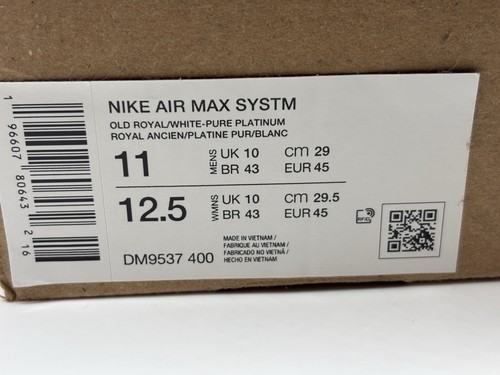 NIKE AIR MAX SYSTM
OLD ROYAL/WHITE-PURE PLATINUM
ROYAL ANCIEN/PLATINE PUR/BLANC
11 MENS UK 10 CM 29
BR 43 EUR 45
12.5 WMNS UK 10 CM 29.5
BR 43 EUR 45
MADE IN VIETNAM /
FABRIQUE AU VIETNAM /
FABRICADO NO VIETNÃ /
HECHO EN VIETNAM
DM9537 400
RFID
1 96607 80643 2 16